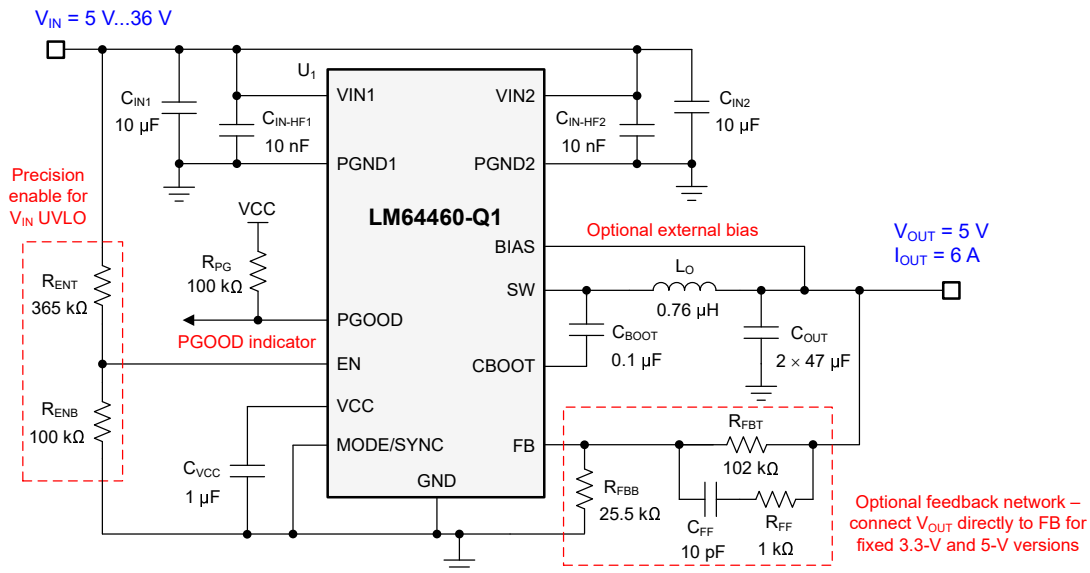 VIN = 5 V...36 V
U1
VIN1
VIN2
CIN1
10 µF
CIN-HF1
10 nF
CIN-HF2
10 nF
CIN2
10 µF
PGND1
PGND2
Precision
enable for
VIN UVLO
VCC
LM64460-Q1
RPG
100 kΩ
BIAS
Optional external bias
VOUT = 5 V
IOUT = 6 A
RENT
365 kΩ
SW
LO
0.76 µH
PGOOD
PGOOD indicator
CBOOT
0.1 µF
COUT
2 × 47 µF
EN
CBOOT
RENB
100 kΩ
VCC
MODE/SYNC
FB
RFBT
102 kΩ
CVCC
1 µF
GND
RFBB
25.5 kΩ
CFF
10 pF
RFF
1 kΩ
Optional feedback network –
connect VOUT directly to FB for
fixed 3.3-V and 5-V versions